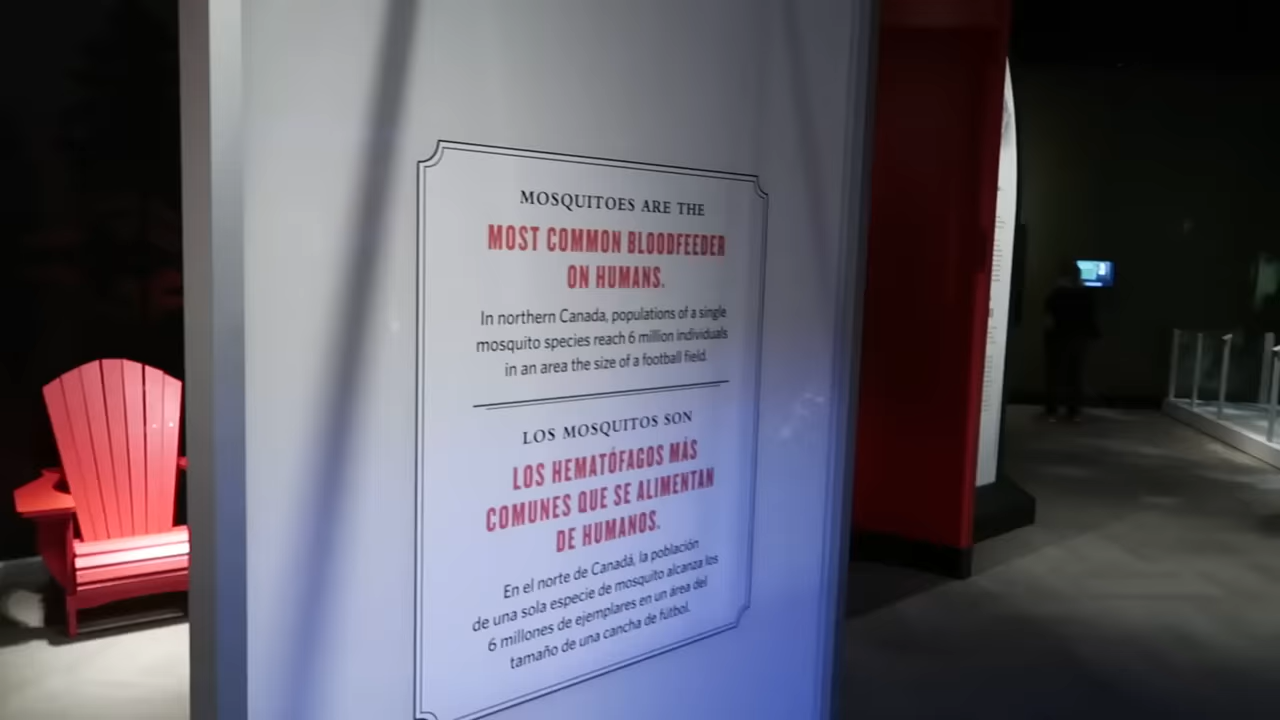 MOSQUITOES ARE THE
MOST COMMON BLOODFEEDER
ON HUMANS.
In northern Canada, populations of a single
mosquito species reach 6 million individuals
in an area the size of a football field.
LOS MOSQUITOS SON
LOS HEMATÓFAGOS MÁS
COMUNES QUE SE ALIMENTAN
DE HUMANOS.
En el norte de Canadá, la población
de una sola especie de mosquito alcanza los
6 millones de ejemplares en un área del
tamaño de una cancha de fútbol.